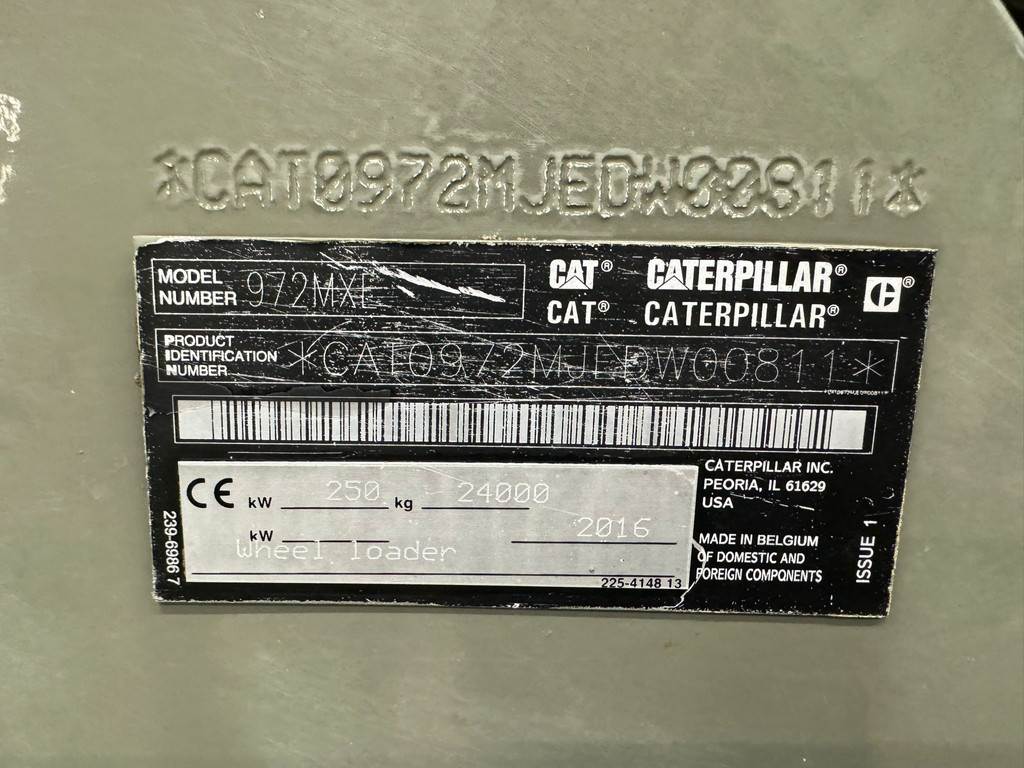 *CAT0972MJEDW00811*
MODEL NUMBER 972MXE
CAT® CATERPILLAR®
CAT® CATERPILLAR®
PRODUCT IDENTIFICATION NUMBER *CAT0972MJEDW00811*
CE kW 250 kg 24000
kW 2016
Wheel loader
225-4148 13
CATERPILLAR INC.
PEORIA, IL 61629
USA
MADE IN BELGIUM
OF DOMESTIC AND
FOREIGN COMPONENTS
239-6986 7
ISSUE 1